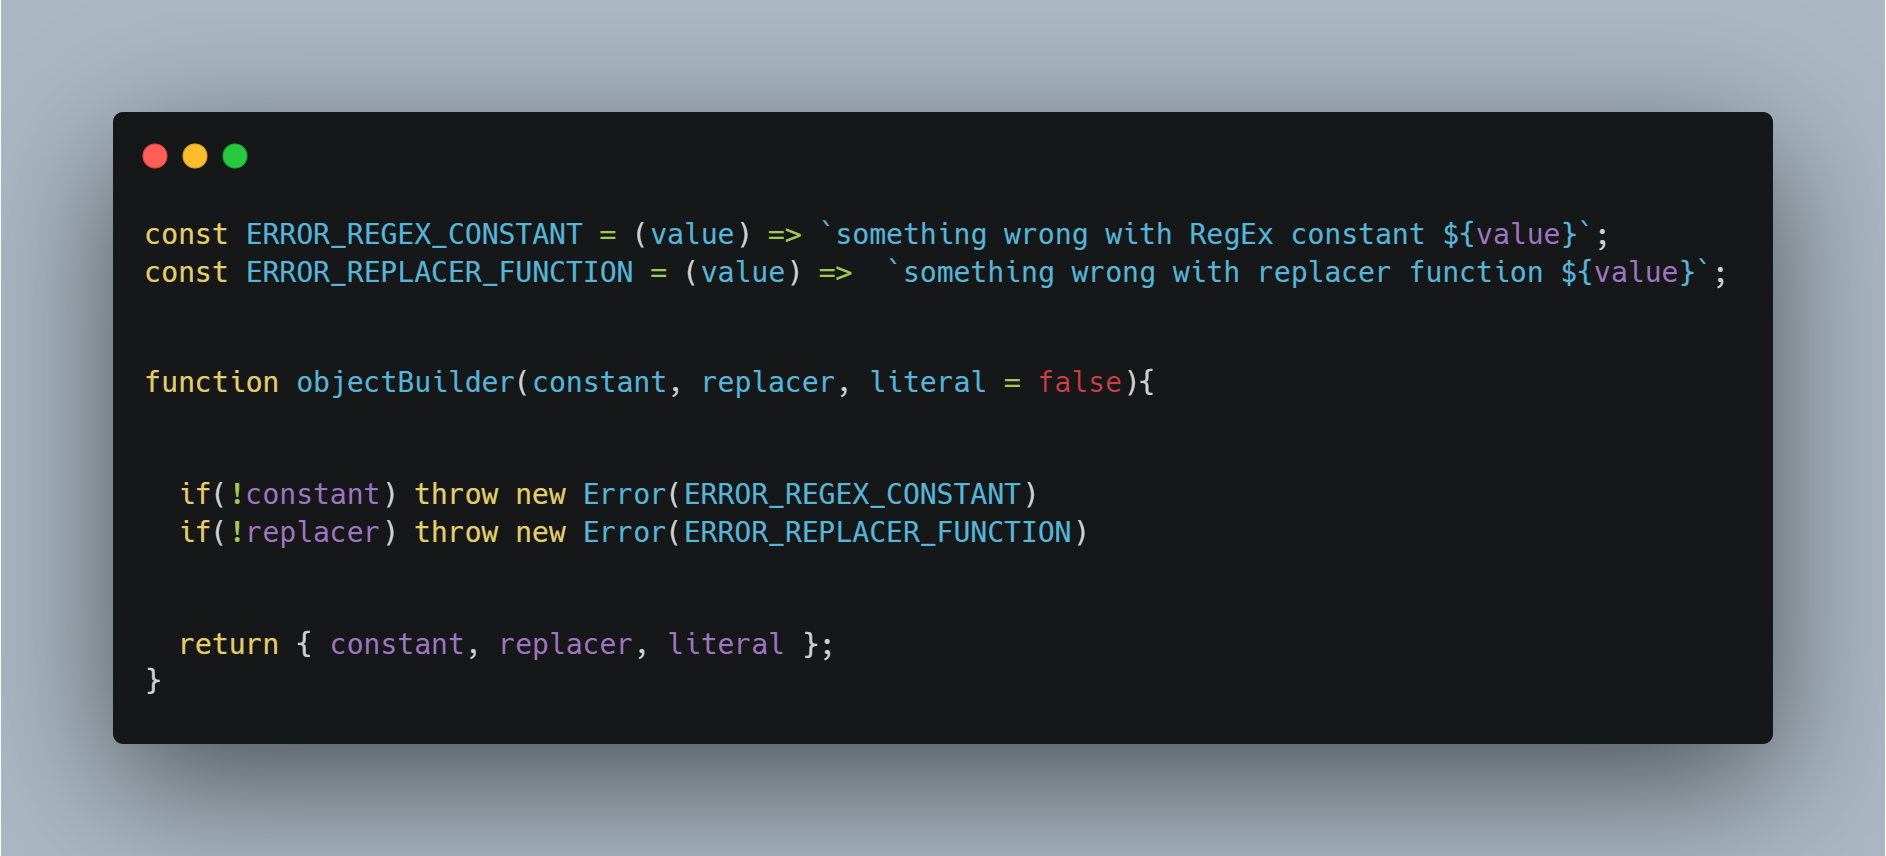 const ERROR_REGEX_CONSTANT = (value) => `something wrong with RegEx constant ${value}`;
const ERROR_REPLACER_FUNCTION = (value) =>  `something wrong with replacer function ${value}`;
function objectBuilder(constant, replacer, literal = false){
if(!constant) throw new Error(ERROR_REGEX_CONSTANT)
if(!replacer) throw new Error(ERROR_REPLACER_FUNCTION)
return { constant, replacer, literal };
}